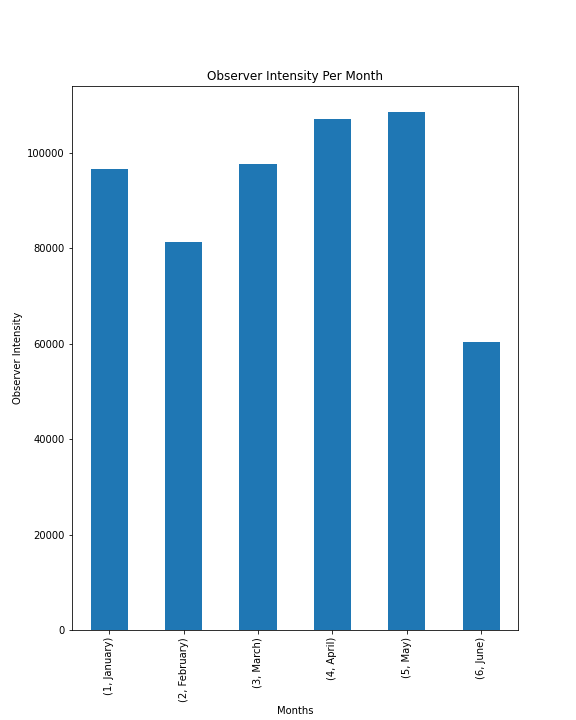 Observer Intensity Per Month
100000
80000
60000
40000
20000
0
Observer Intensity
(1, January)
(2, February)
(3, March)
(4, April)
(5, May)
(6, June)
Months